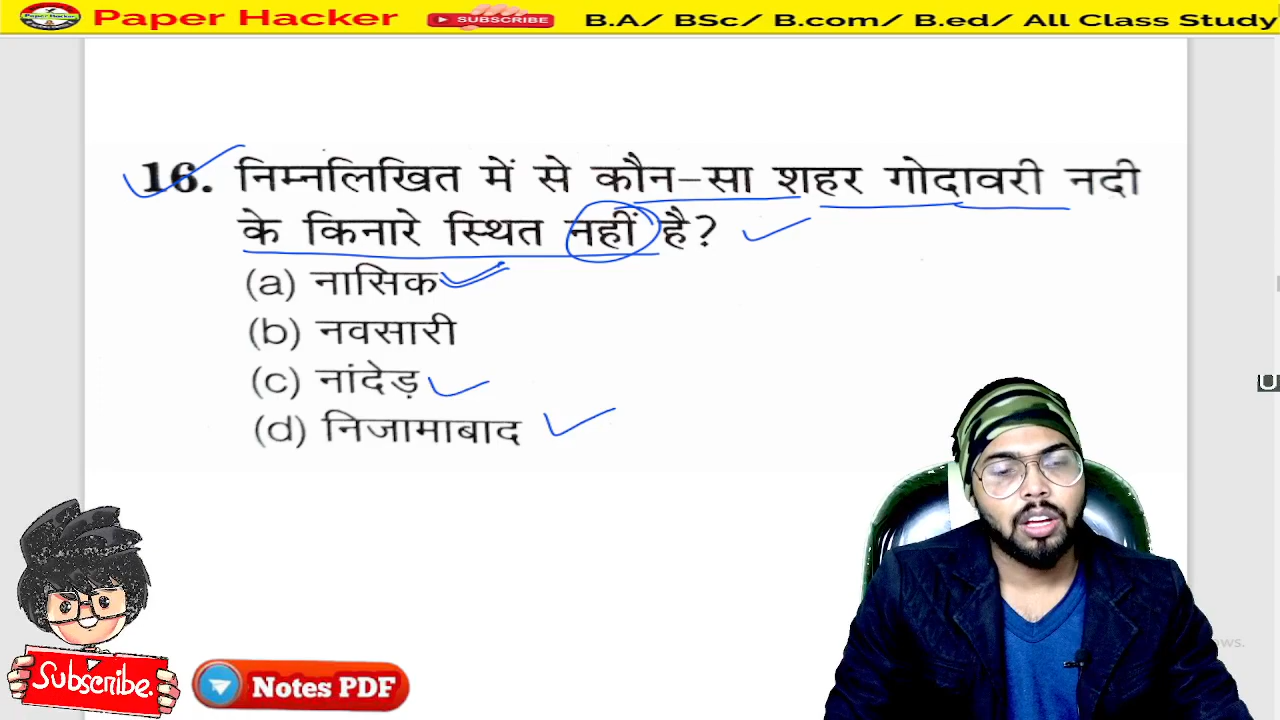 Paper Hacker
SUBSCRIBE
B.A/ BSc/ B.com/ B.ed/ All Class Study
16. निम्नलिखित में से कौन-सा शहर गोदावरी नदी
के किनारे स्थित नहीं है?
(a) नासिक
(b) नवसारी
(c) नांदेड़
(d) निजामाबाद
Subscribe.
Notes PDF